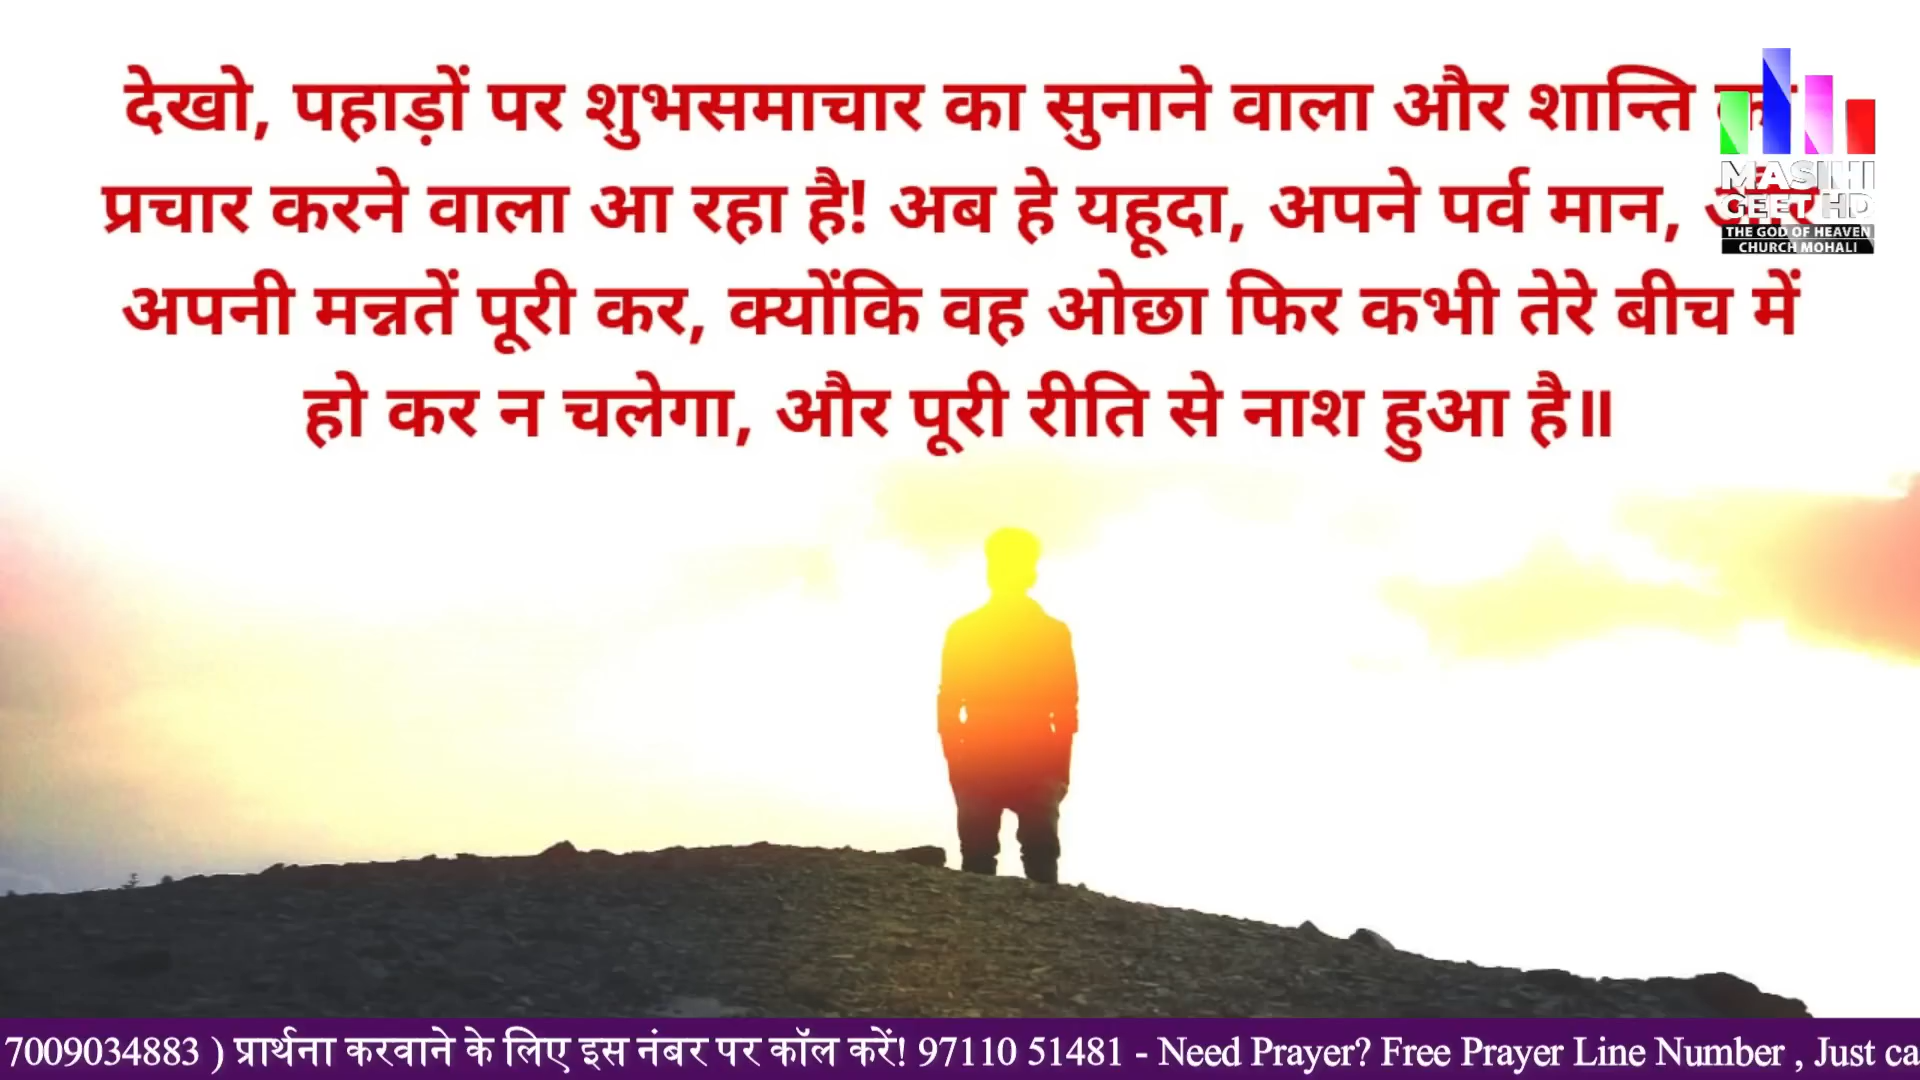 देखो, पहाड़ों पर शुभसमाचार का सुनाने वाला और शान्ति
प्रचार करने वाला आ रहा है! अब हे यहूदा, अपने पर्व मान,
अपनी मन्नतें पूरी कर, क्योंकि वह ओछा फिर कभी तेरे बीच में
हो कर न चलेगा, और पूरी रीति से नाश हुआ है॥
MASIHI
GEET HD
THE GOD OF HEAVEN
CHURCH MOHALI
7009034883 ) प्रार्थना करवाने के लिए इस नंबर पर कॉल करें! 97110 51481 - Need Prayer? Free Prayer Line Number , Just ca